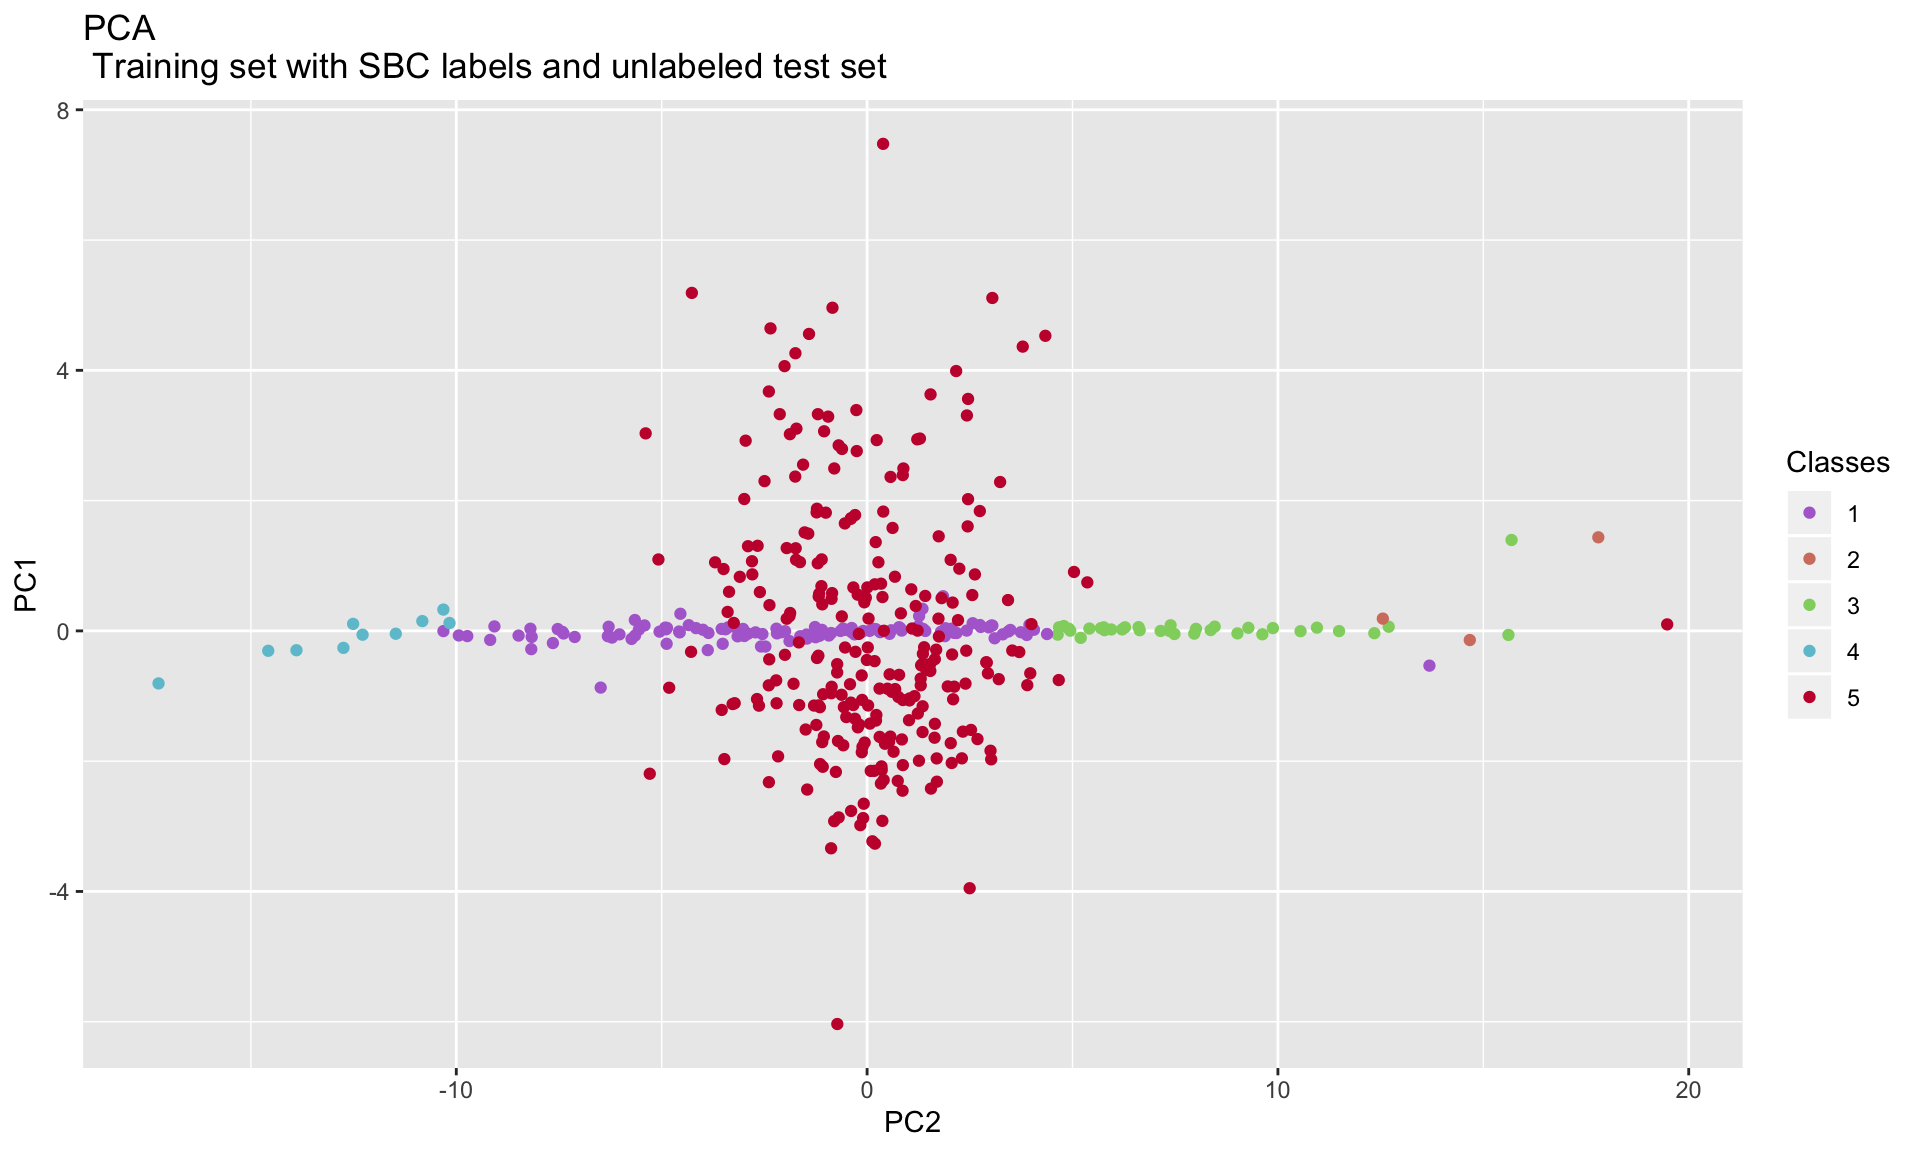 PCA
Training set with SBC labels and unlabeled test set
8
4
0
-4
PC1
-10
0
10
20
PC2
Classes
1
2
3
4
5